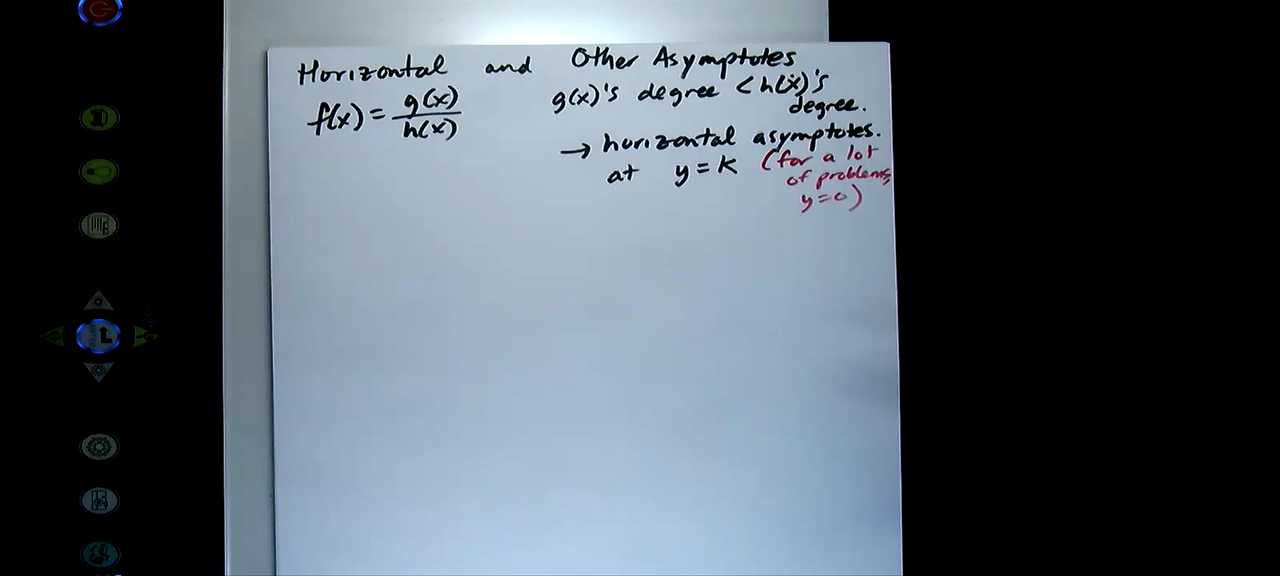 Horizontal and Other Asymptotes
f(x) = g(x)/h(x)
g(x)'s degree < h(x)'s
degree.
→ horizontal asymptotes.
at y = k (for a lot
of problems,
y=0)